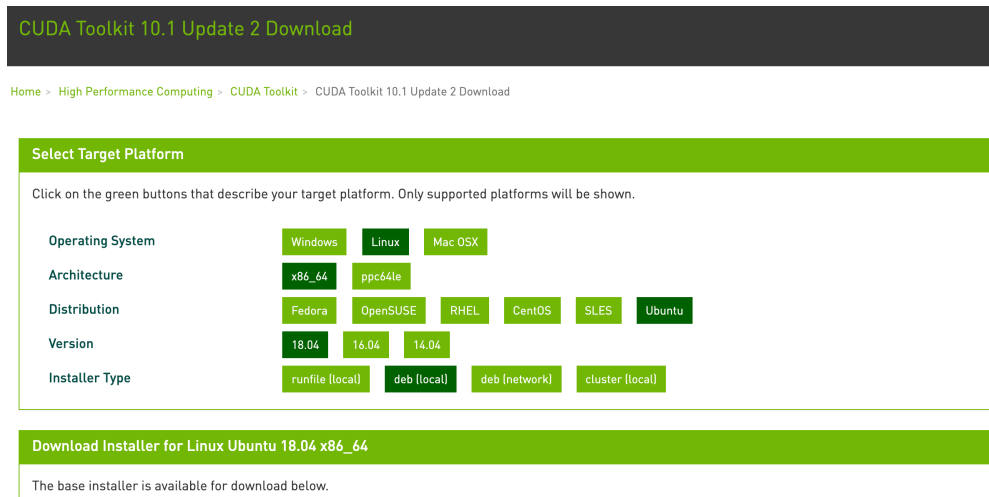 CUDA Toolkit 10.1 Update 2 Download
Home > High Performance Computing > CUDA Toolkit > CUDA Toolkit 10.1 Update 2 Download
Select Target Platform
Click on the green buttons that describe your target platform. Only supported platforms will be shown.
Operating System Windows Linux Mac OSX
Architecture x86_64 ppc64le
Distribution Fedora OpenSUSE RHEL CentOS SLES Ubuntu
Version 18.04 16.04 14.04
Installer Type runfile (local) deb (local) deb (network) cluster (local)
Download Installer for Linux Ubuntu 18.04 x86_64
The base installer is available for download below.